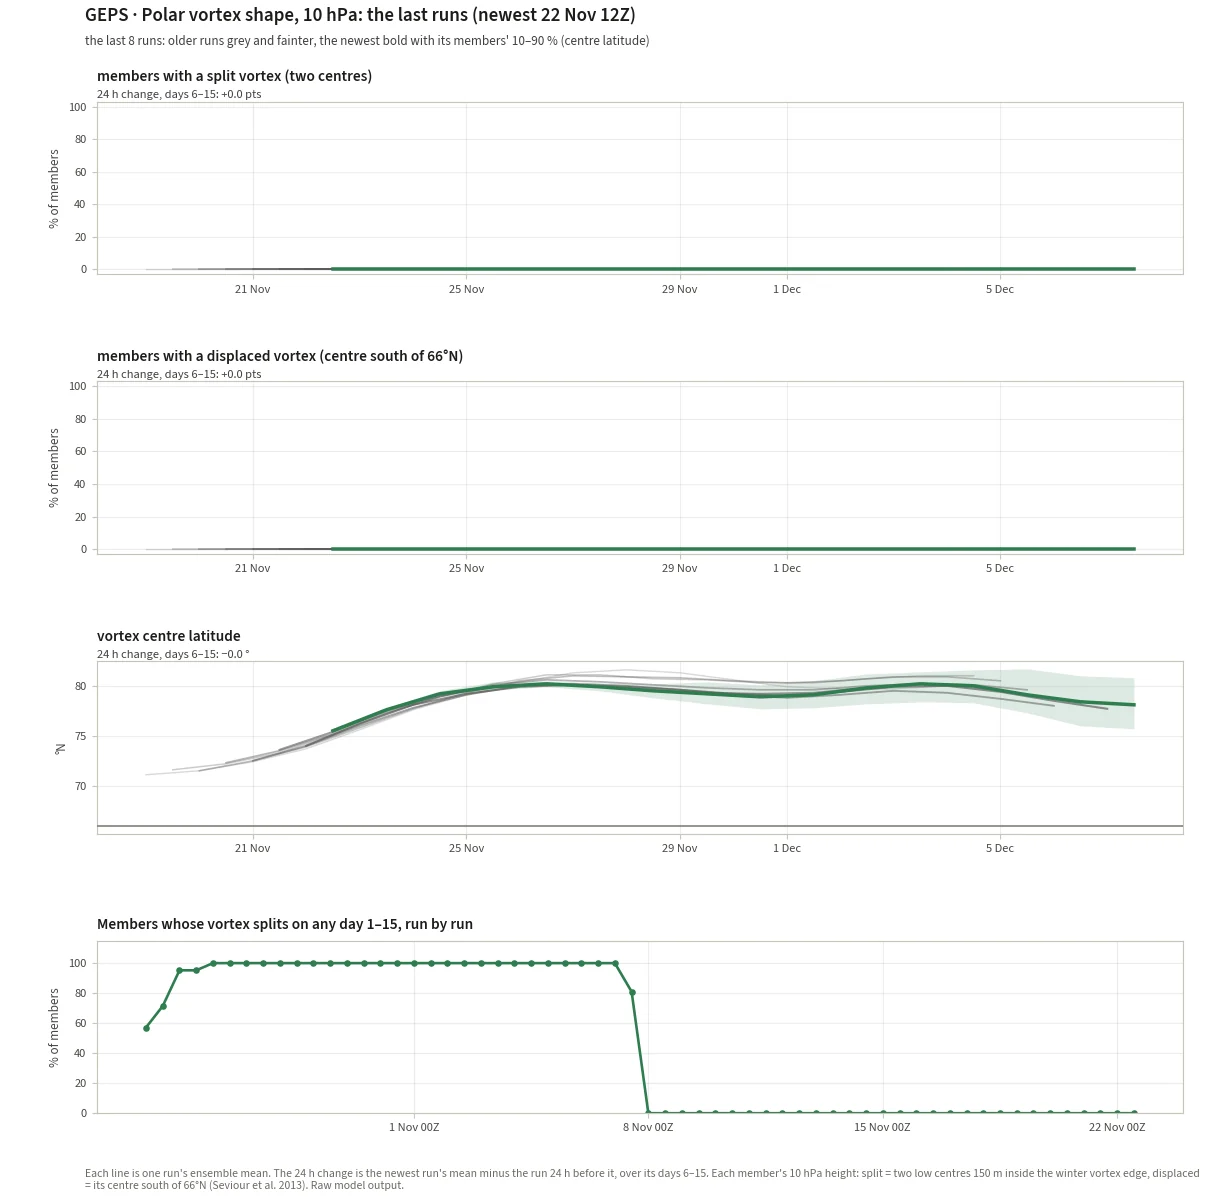 GEPS · Polar vortex shape, 10 hPa: the last runs (newest 22 Nov 12Z)
the last 8 runs: older runs grey and fainter, the newest bold with its members' 10–90 % (centre latitude)
members with a split vortex (two centres)
24 h change, days 6–15: +0.0 pts
100
80
60
40
20
0
% of members
21 Nov
25 Nov
29 Nov
1 Dec
5 Dec
members with a displaced vortex (centre south of 66°N)
24 h change, days 6–15: +0.0 pts
100
80
60
40
20
0
% of members
21 Nov
25 Nov
29 Nov
1 Dec
5 Dec
vortex centre latitude
24 h change, days 6–15: −0.0 °
80
75
70
°N
21 Nov
25 Nov
29 Nov
1 Dec
5 Dec
Members whose vortex splits on any day 1–15, run by run
100
80
60
40
20
0
% of members
1 Nov 00Z
8 Nov 00Z
15 Nov 00Z
22 Nov 00Z
Each line is one run's ensemble mean. The 24 h change is the newest run's mean minus the run 24 h before it, over its days 6–15. Each member's 10 hPa height: split = two low centres 150 m inside the winter vortex edge, displaced
= its centre south of 66°N (Seviour et al. 2013). Raw model output.